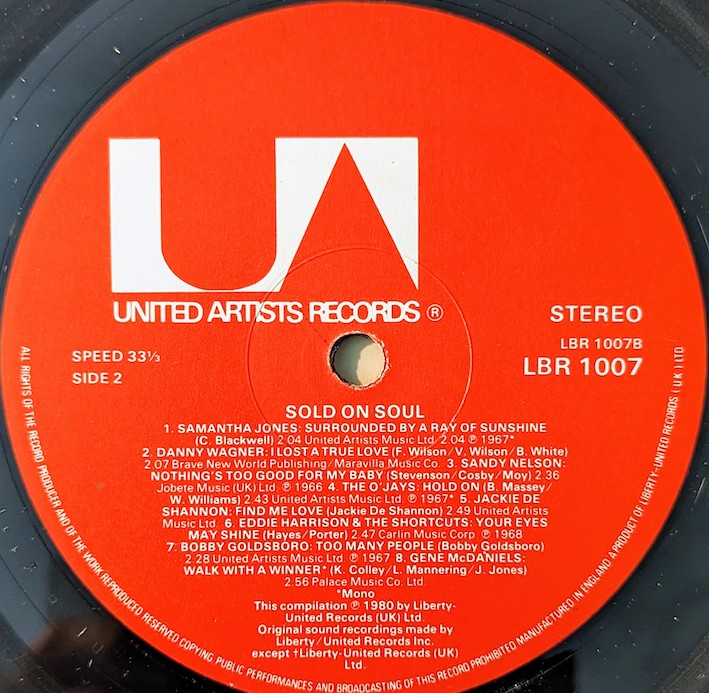 UA
UNITED ARTISTS RECORDS ®
STEREO
SPEED 33⅓
LBR 1007B
SIDE 2
LBR 1007
SOLD ON SOUL
1. SAMANTHA JONES: SURROUNDED BY A RAY OF SUNSHINE
(C. Blackwell) 2.04 United Artists Music Ltd. 2.04 ℗ 1967*
2. DANNY WAGNER: I LOST A TRUE LOVE (F. Wilson/V. Wilson/B. White)
2.07 Brave New World Publishing/Maravilla Music Co. 3. SANDY NELSON:
NOTHING'S TOO GOOD FOR MY BABY (Stevenson/Cosby/Moy) 2.36
Jobete Music (UK) Ltd. ℗ 1966 4. THE O'JAYS: HOLD ON (B. Massey/
W. Williams) 2.43 United Artists Music Ltd. ℗ 1967* 5. JACKIE DE
SHANNON: FIND ME LOVE (Jackie De Shannon) 2.49 United Artists
Music Ltd. 6. EDDIE HARRISON & THE SHORTCUTS: YOUR EYES
MAY SHINE (Hayes/Porter) 2.47 Carlin Music Corp. ℗ 1968
7. BOBBY GOLDSBORO: TOO MANY PEOPLE (Bobby Goldsboro)
2.28 United Artists Music Ltd. ℗ 1967 8. GENE McDANIELS:
WALK WITH A WINNER* (K. Colley/L. Mannering/J. Jones)
2.56 Palace Music Co. Ltd.
*Mono
This compilation ℗ 1980 by Liberty-
United Records (UK) Ltd.
Original sound recordings made by
Liberty/United Records Inc.
except †Liberty-United Records (UK)
Ltd.
ALL RIGHTS OF THE RECORD PRODUCER AND OF THE WORK REPRODUCED RESERVED COPYING, PUBLIC PERFORMANCES AND BROADCASTING OF THIS RECORD PROHIBITED MANUFACTURED IN ENGLAND A PRODUCT OF LIBERTY-UNITED RECORDS (UK) LTD